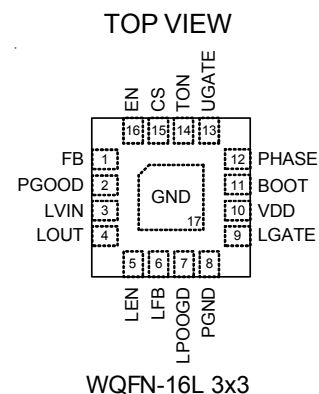 TOP VIEW
EN CS TON UGATE
16 15 14 13
FB 1 12 PHASE
PGOOD 2 11 BOOT
GND
LVIN 3 10 VDD
17
LOUT 4 9 LGATE
5 6 7 8
LEN LFB LPOOGD PGND
WQFN-16L 3x3